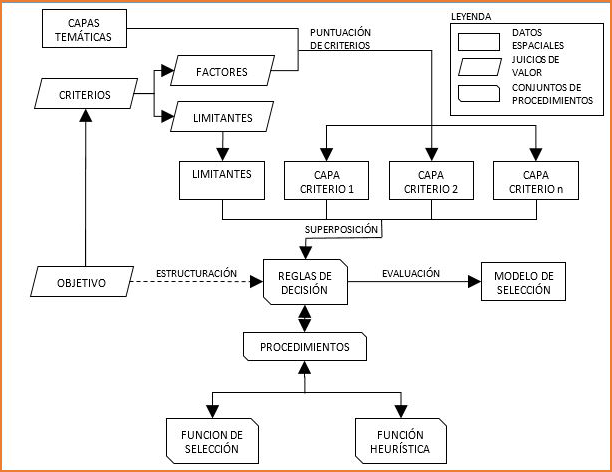 CAPAS
TEMÁTICAS
PUNTUACIÓN
DE CRITERIOS
LEYENDA
DATOS
ESPACIALES
JUICIOS DE
VALOR
CONJUNTOS DE
PROCEDIMIENTOS
FACTORES
CRITERIOS
LIMITANTES
LIMITANTES
CAPA
CRITERIO 1
CAPA
CRITERIO 2
CAPA
CRITERIO n
SUPERPOSICIÓN
OBJETIVO
ESTRUCTURACIÓN
REGLAS DE
DECISIÓN
EVALUACIÓN
MODELO DE
SELECCIÓN
PROCEDIMIENTOS
FUNCION DE
SELECCIÓN
FUNCIÓN
HEURÍSTICA